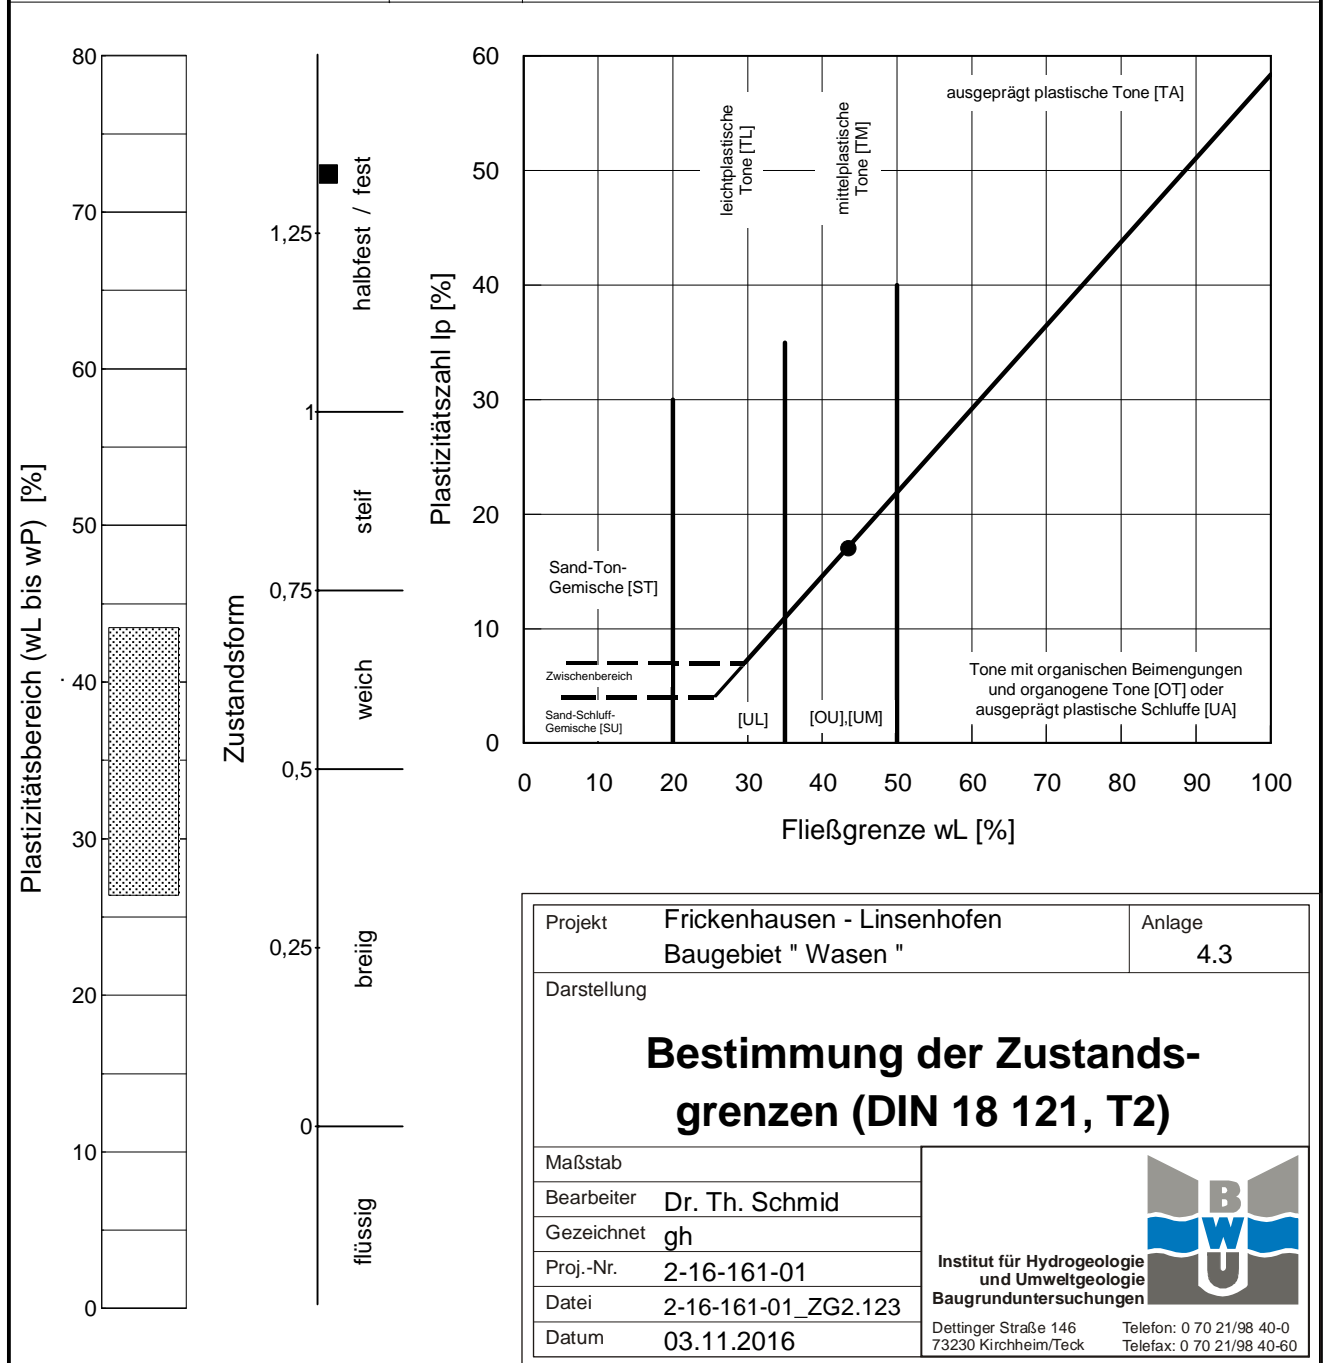 Plastizitätsbereich (wL bis wP) [%]
80
70
60
50
40
30
20
10
0
Zustandsform
1,25
1
0,75
0,5
0,25
0
halbfest / fest
steif
weich
breiig
flüssig
Plastizitätszahl Ip [%]
60
50
40
30
20
10
0
leichtplastische
Tone [TL]
mittelplastische
Tone [TM]
ausgeprägt plastische Tone [TA]
Sand-Ton-
Gemische [ST]
Zwischenbereich
Sand-Schluff-
Gemische [SU]
[UL]
[OU],[UM]
Tone mit organischen Beimengungen
und organogene Tone [OT] oder
ausgeprägt plastische Schluffe [UA]
0 10 20 30 40 50 60 70 80 90 100
Fließgrenze wL [%]
Projekt Frickenhausen - Linsenhofen
Baugebiet " Wasen "
Anlage
4.3
Darstellung
Bestimmung der Zustands-
grenzen (DIN 18 121, T2)
Maßstab
Bearbeiter Dr. Th. Schmid
Gezeichnet gh
Proj.-Nr. 2-16-161-01
Datei 2-16-161-01_ZG2.123
Datum 03.11.2016
B
W
U
Institut für Hydrogeologie
und Umweltgeologie
Baugrunduntersuchungen
Dettinger Straße 146 Telefon: 0 70 21/98 40-0
73230 Kirchheim/Teck Telefax: 0 70 21/98 40-60